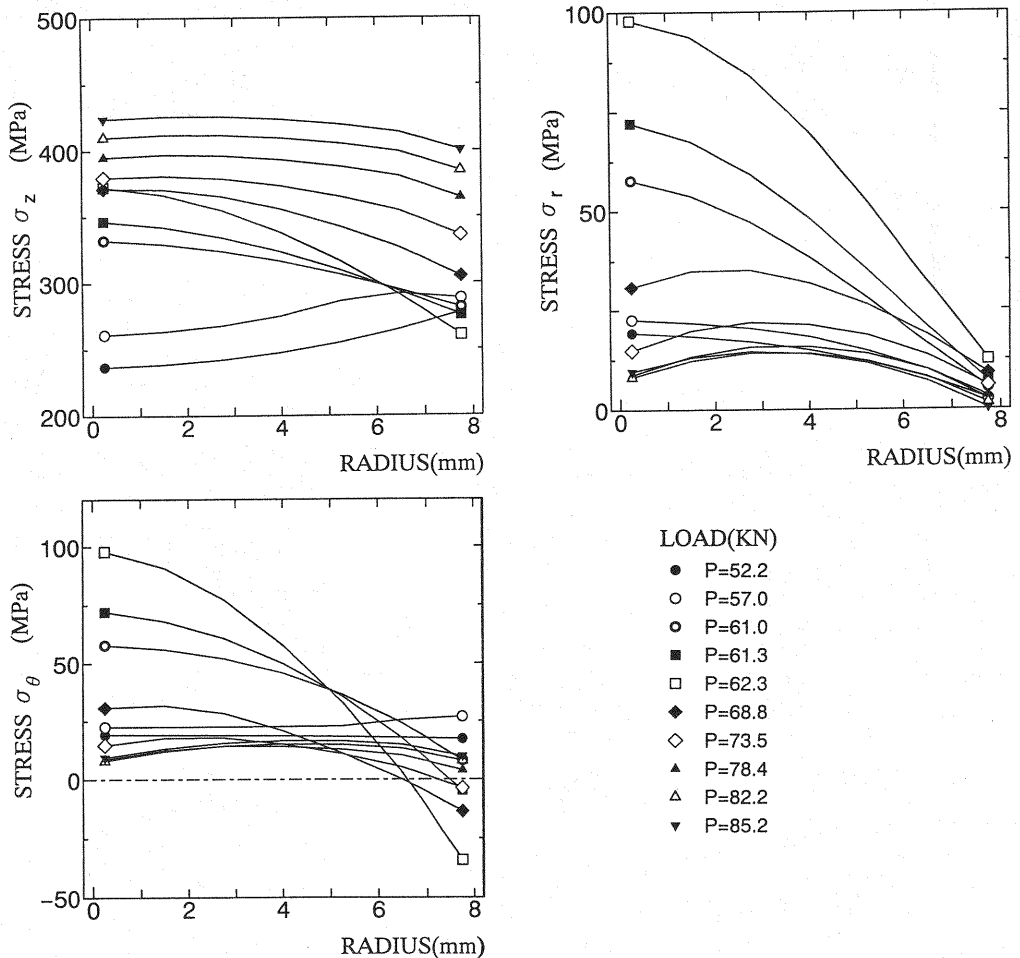 500
400
300
200
STRESS σz (MPa)
0 2 4 6 8
RADIUS(mm)
100
50
0
STRESS σr (MPa)
0 2 4 6 8
RADIUS(mm)
100
50
0
−50
STRESS σθ (MPa)
0 2 4 6 8
RADIUS(mm)
LOAD(KN)
P=52.2
P=57.0
P=61.0
P=61.3
P=62.3
P=68.8
P=73.5
P=78.4
P=82.2
P=85.2